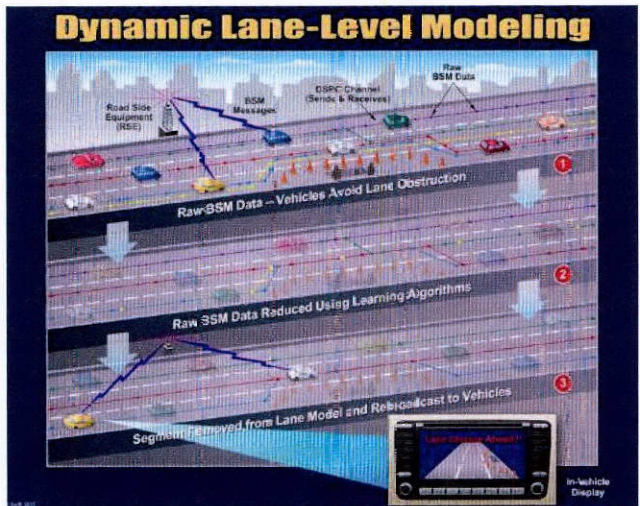 Dynamic Lane-Level Modeling
Raw
BSM Data
DSRC Channel
(Sends & Receives)
BSM
Messages
Road Side
Equipment
(RSE)
1
Raw BSM Data – Vehicles Avoid Lane Obstruction
2
Raw BSM Data Reduced Using Learning Algorithms
3
Segment Removed from Lane Model and Rebroadcast to Vehicles
Lane Closure Ahead!!
In-Vehicle
Display